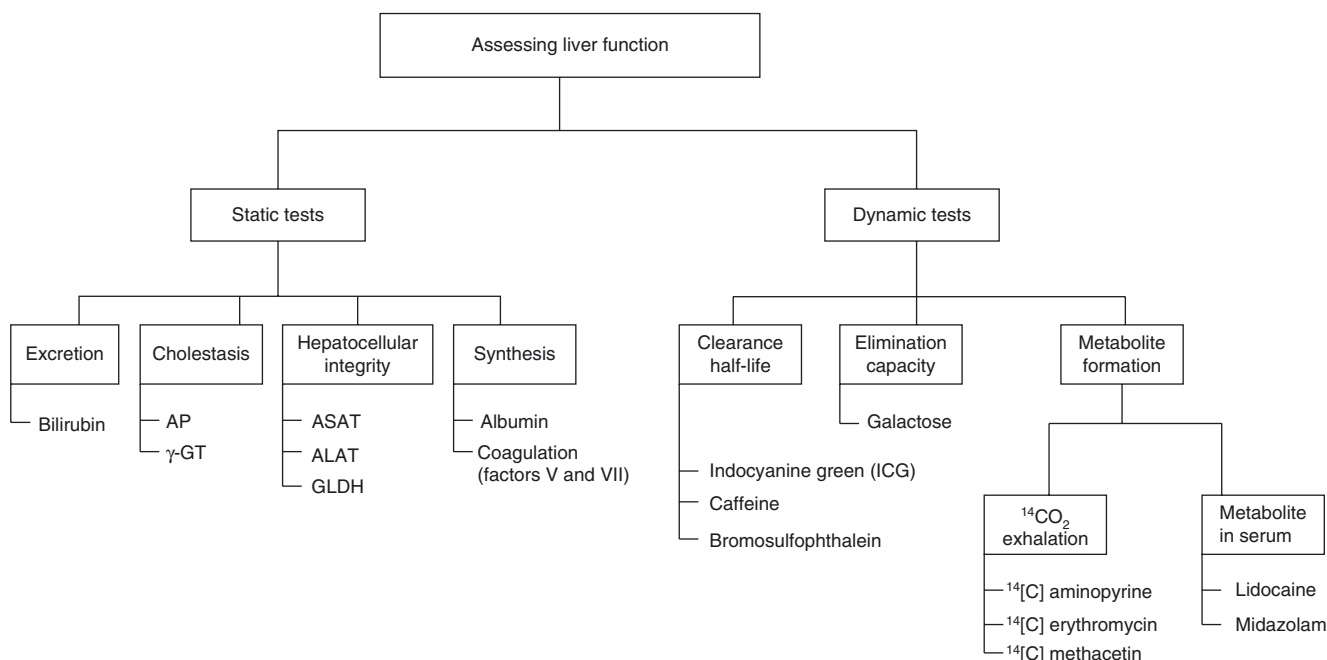 Assessing liver function
Static tests
Dynamic tests
Excretion
Bilirubin
Cholestasis
AP
γ-GT
Hepatocellular
integrity
ASAT
ALAT
GLDH
Synthesis
Albumin
Coagulation
(factors V and VII)
Clearance
half-life
Indocyanine green (ICG)
Caffeine
Bromosulfophthalein
Elimination
capacity
Galactose
Metabolite
formation
¹⁴CO₂
exhalation
¹⁴[C] aminopyrine
¹⁴[C] erythromycin
¹⁴[C] methacetin
Metabolite
in serum
Lidocaine
Midazolam